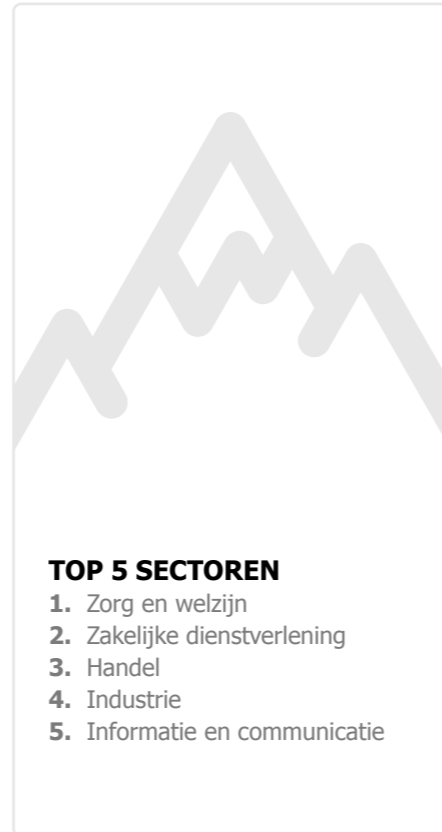 TOP 5 SECTOREN
1. Zorg en welzijn
2. Zakelijke dienstverlening
3. Handel
4. Industrie
5. Informatie en communicatie